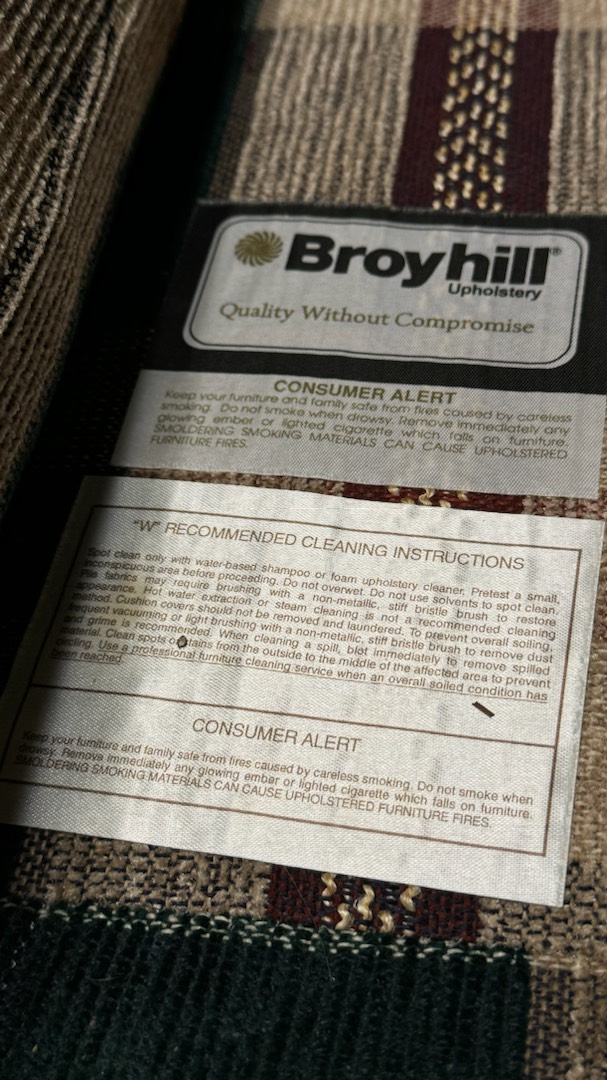 Broyhill®
Upholstery
Quality Without Compromise
CONSUMER ALERT
Keep your furniture and family safe from fires caused by careless
smoking. Do not smoke when drowsy. Remove immediately any
glowing ember or lighted cigarette which falls on furniture.
SMOLDERING SMOKING MATERIALS CAN CAUSE UPHOLSTERED
FURNITURE FIRES.
"W" RECOMMENDED CLEANING INSTRUCTIONS
Spot clean only with water-based shampoo or foam upholstery cleaner. Pretest a small,
inconspicuous area before proceeding. Do not overwet. Do not use solvents to spot clean.
Pile fabrics may require brushing with a non-metallic, stiff bristle brush to restore
appearance. Hot water extraction or steam cleaning is not a recommended cleaning
method. Cushion covers should not be removed and laundered. To prevent overall soiling,
frequent vacuuming or light brushing with a non-metallic, stiff bristle brush to remove dust
and grime is recommended. When cleaning a spill, blot immediately to remove spilled
material. Clean spots or stains from the outside to the middle of the affected area to prevent
circling. Use a professional furniture cleaning service when an overall soiled condition has
been reached.
CONSUMER ALERT
Keep your furniture and family safe from fires caused by careless smoking. Do not smoke when
drowsy. Remove immediately any glowing ember or lighted cigarette which falls on furniture.
SMOLDERING SMOKING MATERIALS CAN CAUSE UPHOLSTERED FURNITURE FIRES.